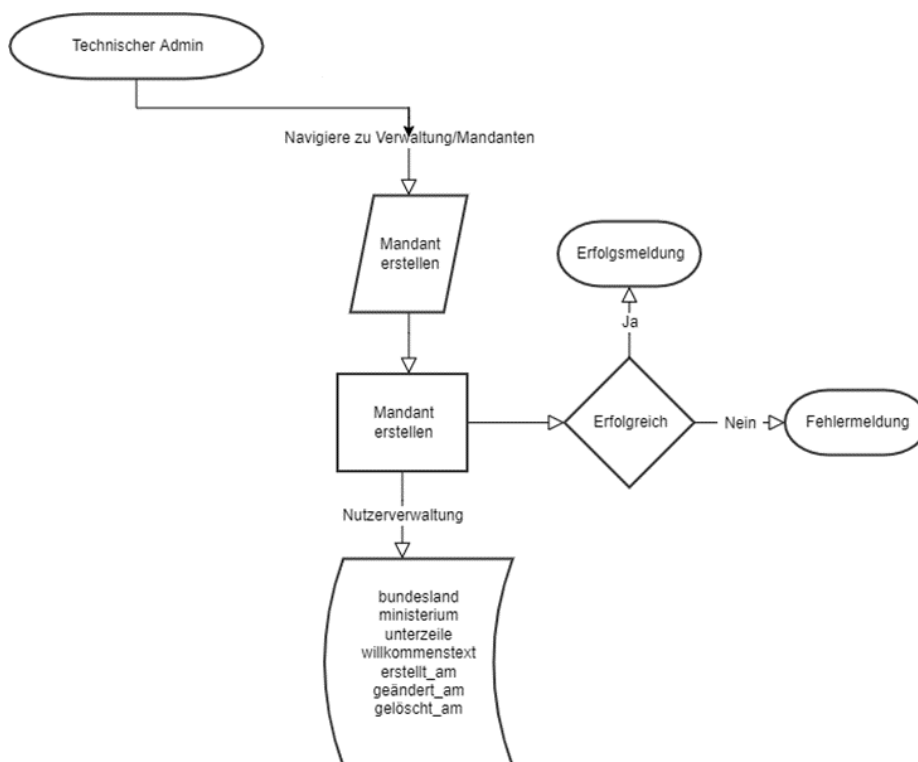 Technischer Admin
Navigiere zu Verwaltung/Mandanten
Mandant
erstellen
Erfolgsmeldung
Ja
Mandant
erstellen
Erfolgreich
Nein
Fehlermeldung
Nutzerverwaltung
bundesland
ministerium
unterzeile
willkommenstext
erstellt_am
geändert_am
gelöscht_am